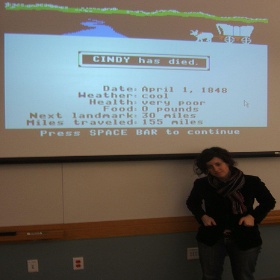 CINDY has died.
Date: April 1, 1848
Weather: cool
Health: very poor
Food: 0 pounds
Next landmark: 30 miles
Miles traveled: 155 miles
Press SPACE BAR to continue